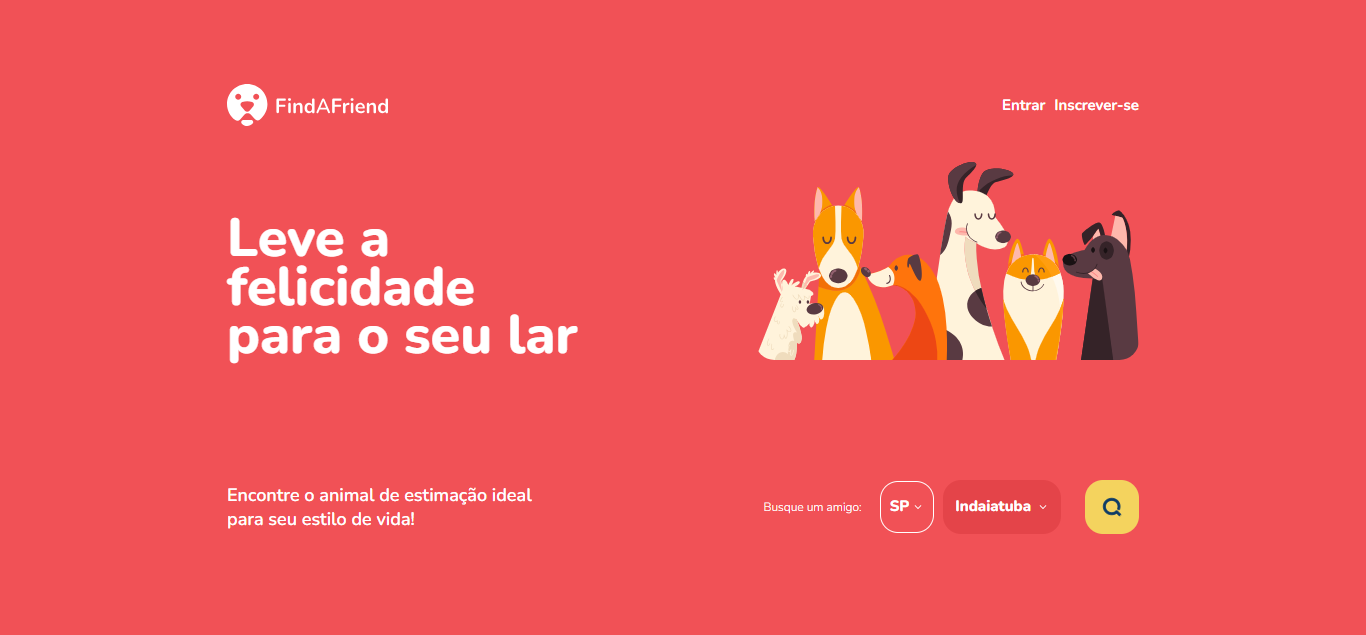 FindAFriend
Entrar Inscrever-se
Leve a
felicidade
para o seu lar
Encontre o animal de estimação ideal
para seu estilo de vida!
Busque um amigo: SP Indaiatuba